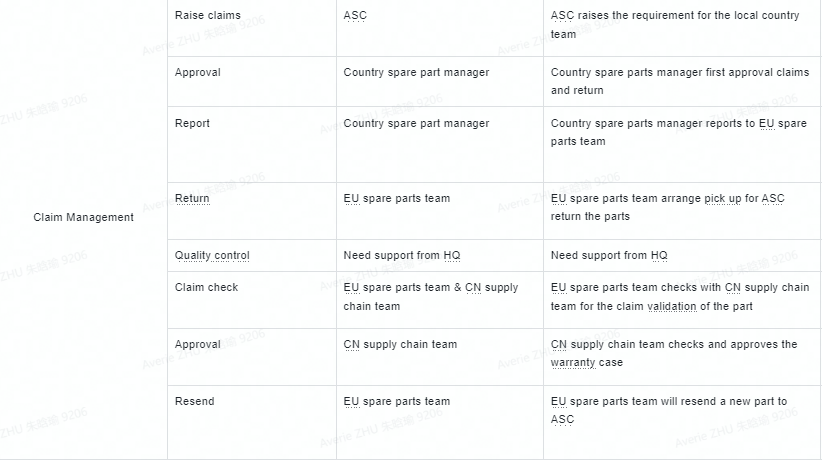 Raise claims
ASC
ASC raises the requirement for the local country
team
Approval
Country spare part manager
Country spare parts manager first approval claims
and return
Report
Country spare part manager
Country spare parts manager reports to EU spare
parts team
Claim Management
Return
EU spare parts team
EU spare parts team arrange pick up for ASC
return the parts
Quality control
Need support from HQ
Need support from HQ
Claim check
EU spare parts team & CN supply
chain team
EU spare parts team checks with CN supply chain
team for the claim validation of the part
Approval
CN supply chain team
CN supply chain team checks and approves the
warranty case
Resend
EU spare parts team
EU spare parts team will resend a new part to
ASC